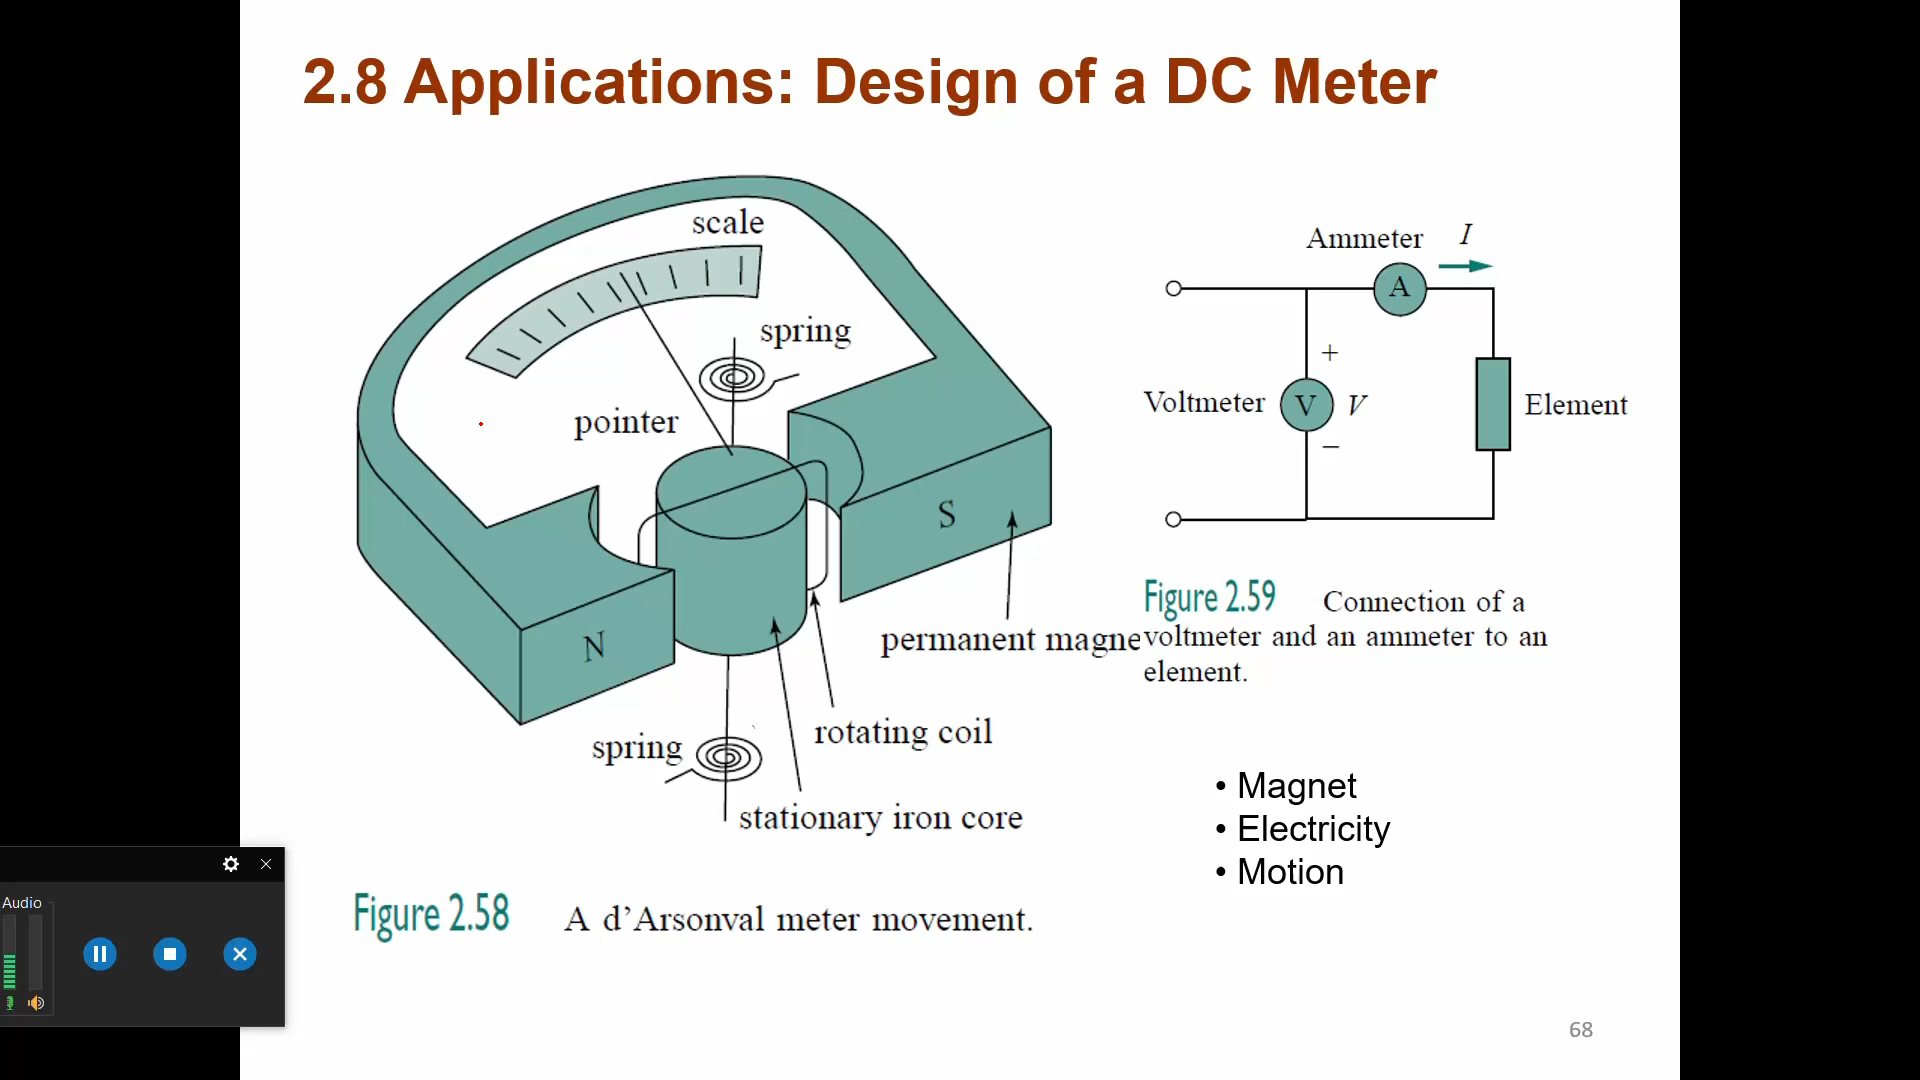 2.8 Applications: Design of a DC Meter
scale
spring
pointer
S
N
permanent magne
rotating coil
spring
stationary iron core
Figure 2.58 A d’Arsonval meter movement.
Ammeter I
A
+
Voltmeter V V
Element
–
Figure 2.59 Connection of a
voltmeter and an ammeter to an
element.
• Magnet
• Electricity
• Motion
Audio
68